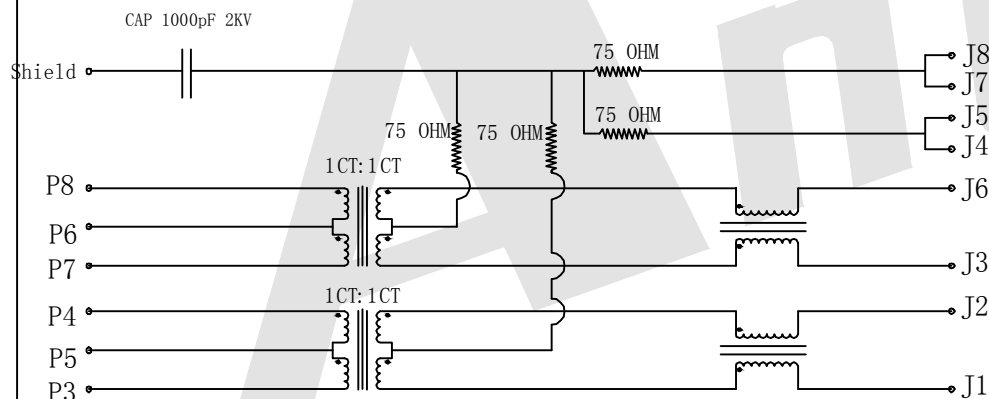 CAP 1000pF 2KV
75 OHM
J8
Shield
J7
75 OHM
J5
75 OHM
75 OHM
J4
1CT:1CT
P8
J6
P6
P7
J3
1CT:1CT
P4
J2
P5
P3
J1